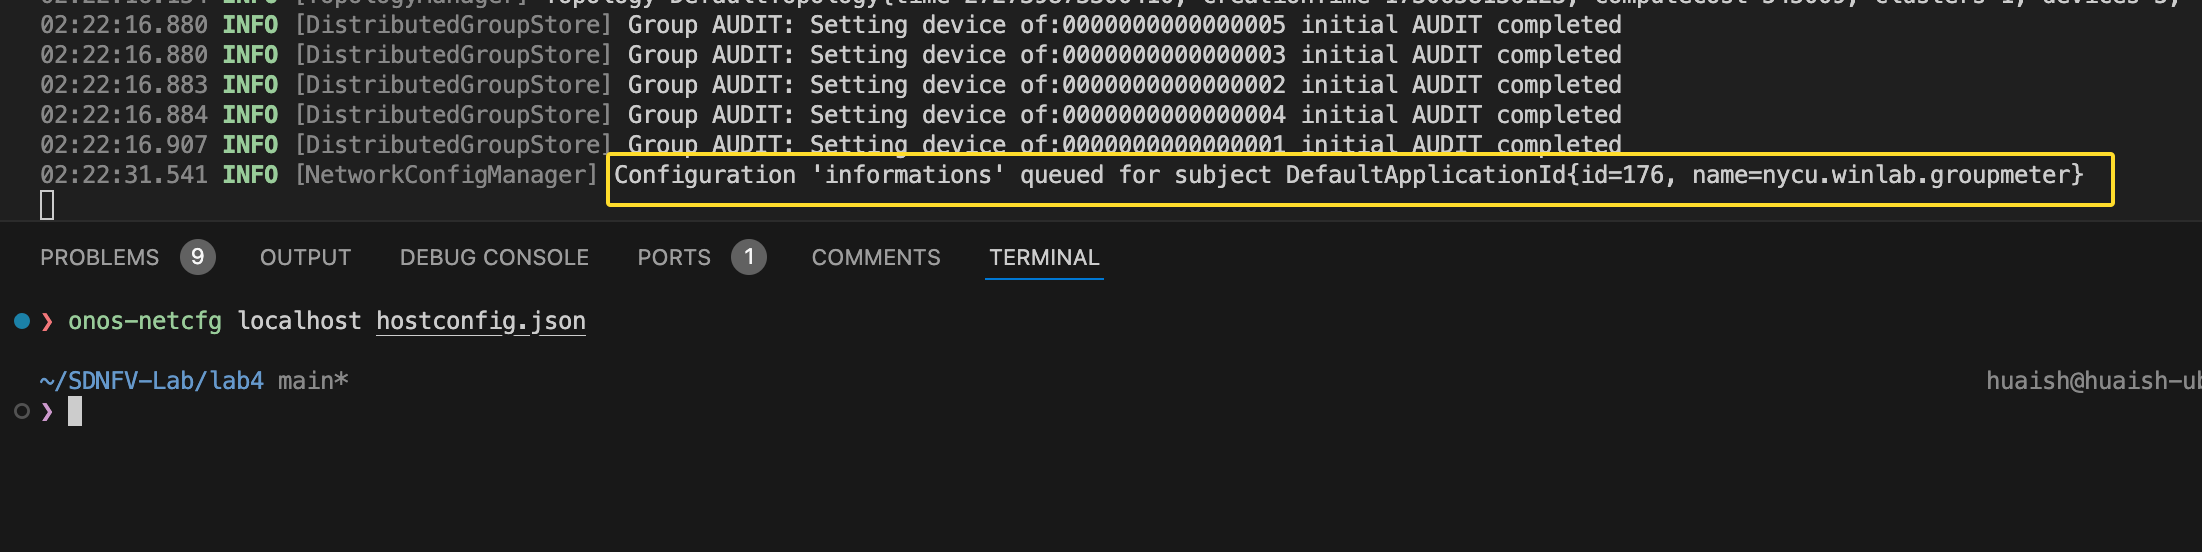 02:22:16.880 INFO [DistributedGroupStore] Group AUDIT: Setting device of:0000000000000005 initial AUDIT completed
02:22:16.880 INFO [DistributedGroupStore] Group AUDIT: Setting device of:0000000000000003 initial AUDIT completed
02:22:16.883 INFO [DistributedGroupStore] Group AUDIT: Setting device of:0000000000000002 initial AUDIT completed
02:22:16.884 INFO [DistributedGroupStore] Group AUDIT: Setting device of:0000000000000004 initial AUDIT completed
02:22:16.907 INFO [DistributedGroupStore] Group AUDIT: Setting device of:0000000000000001 initial AUDIT completed
02:22:31.541 INFO [NetworkConfigManager] Configuration 'informations' queued for subject DefaultApplicationId{id=176, name=nycu.winlab.groupmeter}
PROBLEMS 9 OUTPUT DEBUG CONSOLE PORTS 1 COMMENTS TERMINAL
❯ onos-netcfg localhost hostconfig.json
~/SDNFV-Lab/lab4 main* huaish@huaish-ub
❯